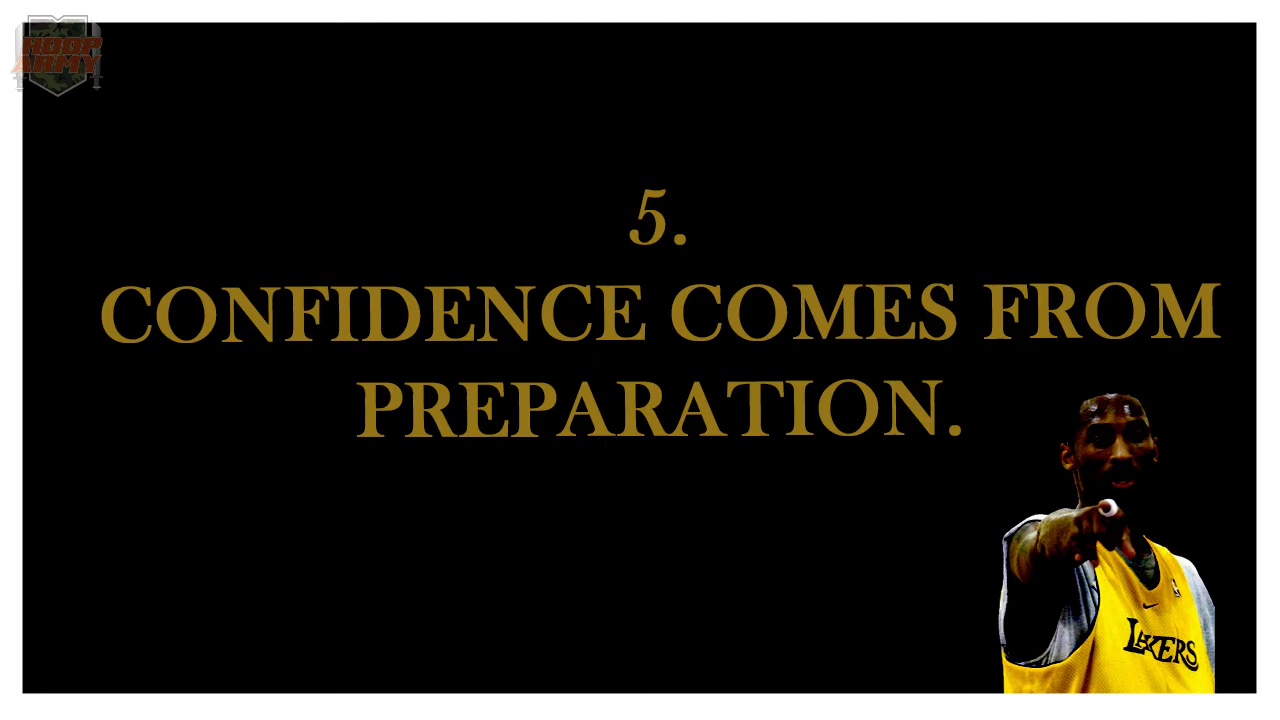 HOOP
ARMY
5.
CONFIDENCE COMES FROM
PREPARATION.
LAKERS